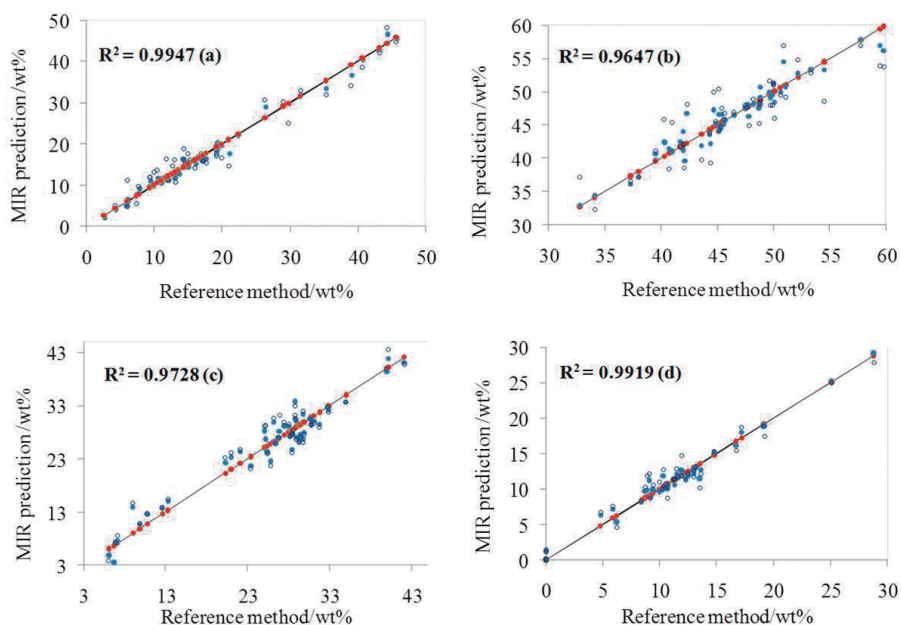 R² = 0.9947 (a)
MIR prediction/wt%
50
40
30
20
10
0
0 10 20 30 40 50
Reference method/wt%
R² = 0.9647 (b)
MIR prediction/wt%
60
55
50
45
40
35
30
30 35 40 45 50 55 60
Reference method/wt%
R² = 0.9728 (c)
MIR prediction/wt%
43
33
23
13
3
3 13 23 33 43
Reference method/wt%
R² = 0.9919 (d)
MIR prediction/wt%
30
25
20
15
10
5
0
0 5 10 15 20 25 30
Reference method/wt%